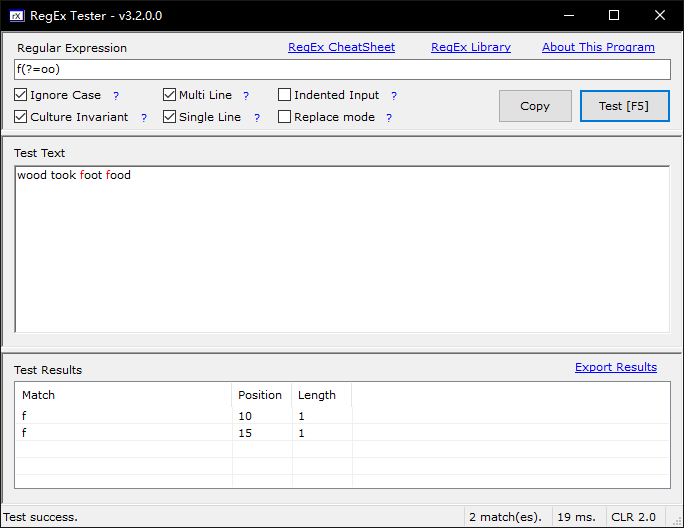 rX RegEx Tester - v3.2.0.0
Regular Expression RegEx CheatSheet RegEx Library About This Program
f(?=oo)
Ignore Case ? Multi Line ? Indented Input ?
Culture Invariant ? Single Line ? Replace mode ?
Copy Test [F5]
Test Text
wood took foot food
Test Results Export Results
Match Position Length
f 10 1
f 15 1
Test success. 2 match(es). 19 ms. CLR 2.0